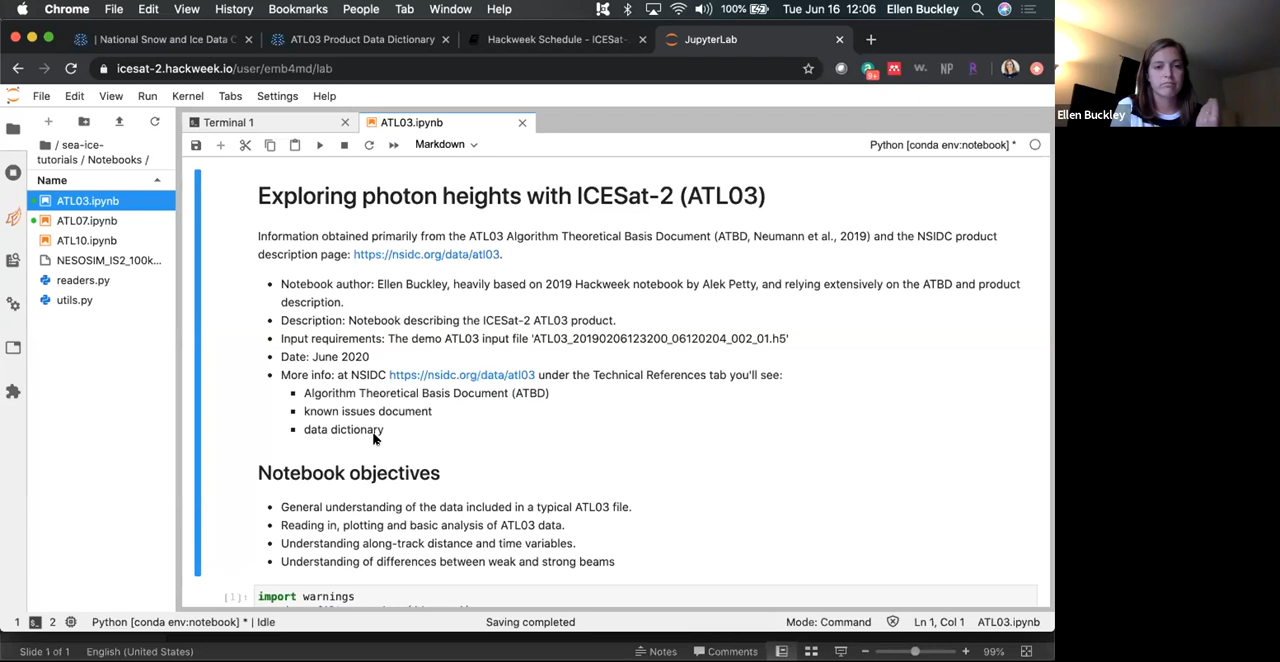 Chrome File Edit View History Bookmarks People Tab Window Help 100% Tue Jun 16 12:06 Ellen Buckley
| National Snow and Ice Data C ATL03 Product Data Dictionary Hackweek Schedule - ICESat- JupyterLab
icesat-2.hackweek.io/user/emb4md/lab 9+ w. NP R
File Edit View Run Kernel Tabs Settings Help
Terminal 1 ATL03.ipynb
Markdown Python [conda env:notebook] *
/ sea-ice-
tutorials / Notebooks /
Name
ATL03.ipynb
ATL07.ipynb
ATL10.ipynb
NESOSIM_IS2_100k...
readers.py
utils.py
Exploring photon heights with ICESat-2 (ATL03)
Information obtained primarily from the ATL03 Algorithm Theoretical Basis Document (ATBD, Neumann et al., 2019) and the NSIDC product
description page: https://nsidc.org/data/atl03.
• Notebook author: Ellen Buckley, heavily based on 2019 Hackweek notebook by Alek Petty, and relying extensively on the ATBD and product
description.
• Description: Notebook describing the ICESat-2 ATL03 product.
• Input requirements: The demo ATL03 input file 'ATL03_20190206123200_06120204_002_01.h5'
• Date: June 2020
• More info: at NSIDC https://nsidc.org/data/atl03 under the Technical References tab you'll see:
▪ Algorithm Theoretical Basis Document (ATBD)
▪ known issues document
▪ data dictionary
Notebook objectives
• General understanding of the data included in a typical ATL03 file.
• Reading in, plotting and basic analysis of ATL03 data.
• Understanding along-track distance and time variables.
• Understanding of differences between weak and strong beams
[1]: import warnings
1 2 Python [conda env:notebook] * | Idle Saving completed Mode: Command Ln 1, Col 1 ATL03.ipynb
Slide 1 of 1 English (United States) Notes Comments 99%
Ellen Buckley